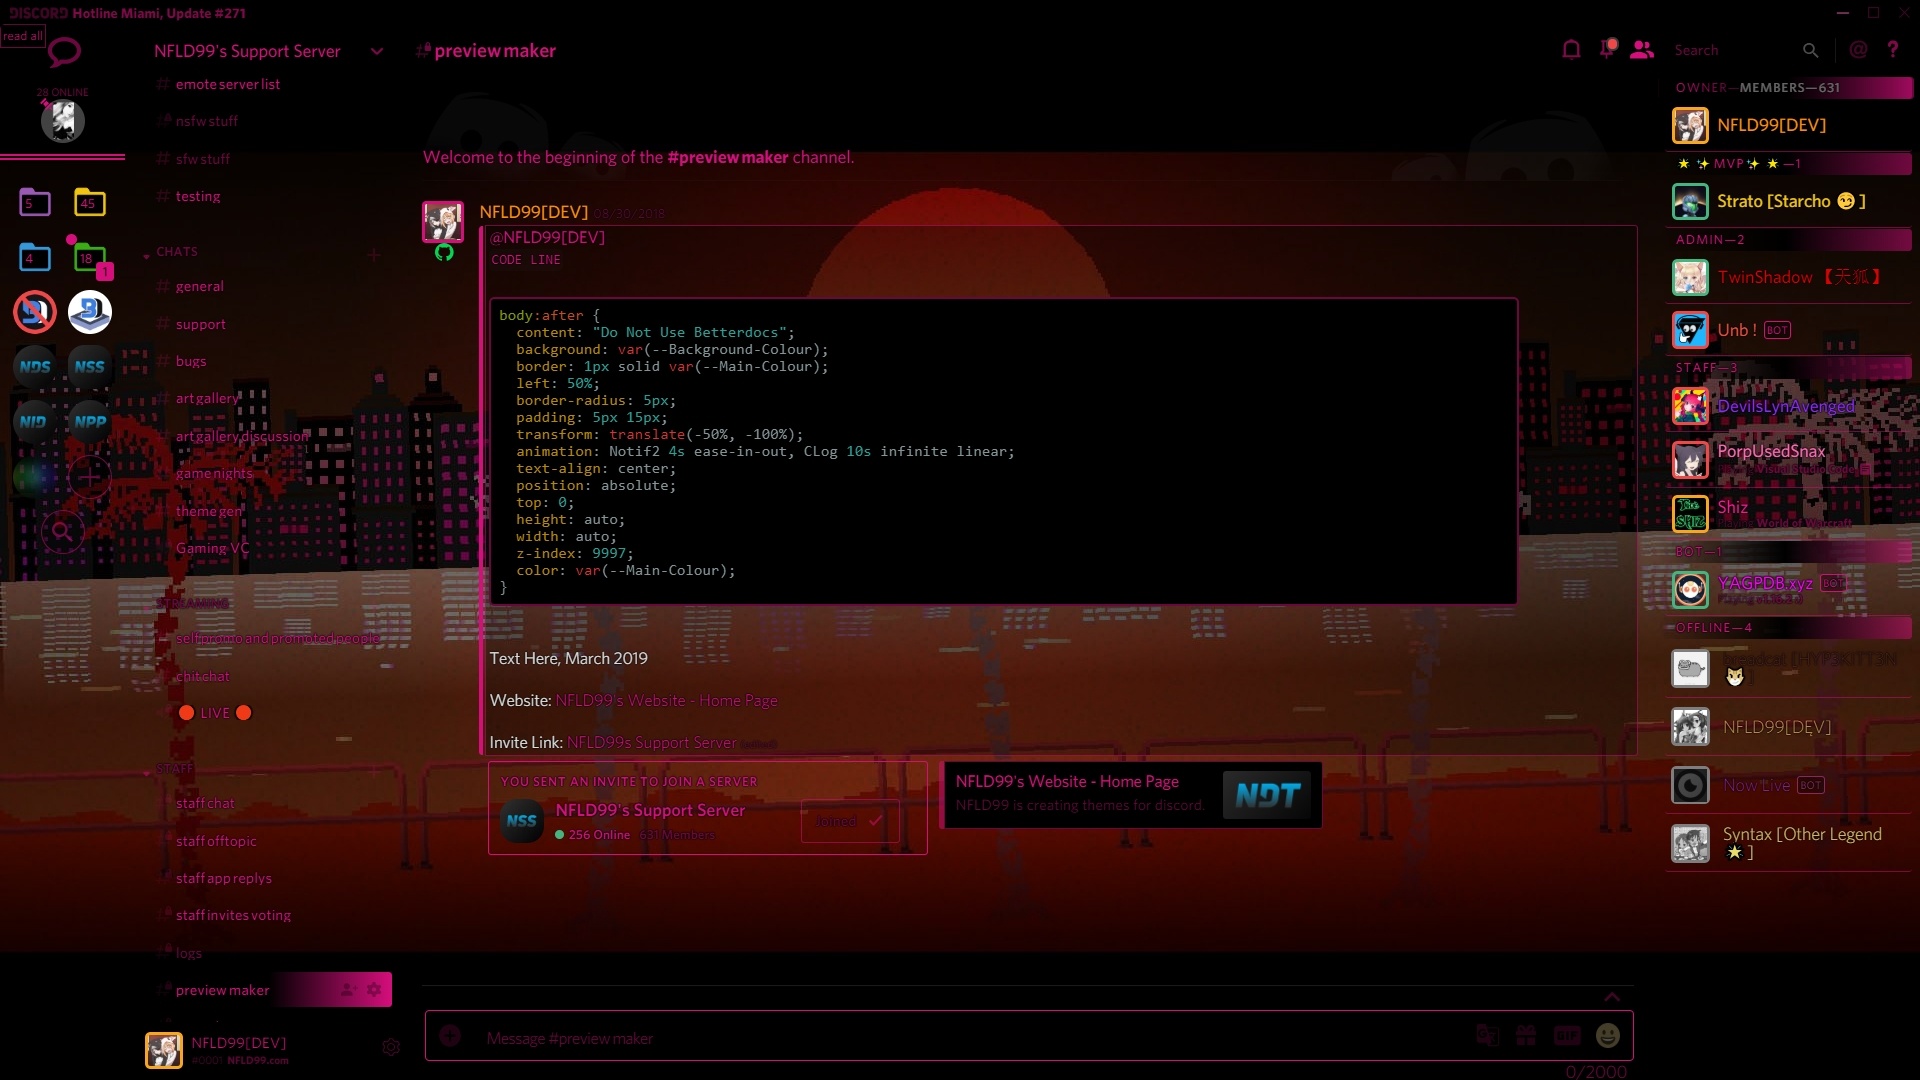 DISCORD Hotline Miami, Update #271
read all
28 ONLINE
5
45
4
18
1
NDS
NSS
NIP
NPP
NFLD99's Support Server
emote server list
nsfw stuff
sfw stuff
testing
CHATS
general
support
bugs
art gallery
art gallery discussion
game nights
theme gen
Gaming VC
STREAMING
self promo and promoted people
chit chat
🔴 LIVE 🔴
STAFF
staff chat
staff offtopic
staff app replys
staff invites voting
logs
preview maker
NFLD99[DEV]
#0001 NFLD99.com
# preview maker
Search
Welcome to the beginning of the #preview maker channel.
NFLD99[DEV] 08/30/2018
@NFLD99[DEV]
CODE LINE
body:after {
content: "Do Not Use Betterdocs";
background: var(--Background-Colour);
border: 1px solid var(--Main-Colour);
left: 50%;
border-radius: 5px;
padding: 5px 15px;
transform: translate(-50%, -100%);
animation: Notif2 4s ease-in-out, CLog 10s infinite linear;
text-align: center;
position: absolute;
top: 0;
height: auto;
width: auto;
z-index: 9997;
color: var(--Main-Colour);
}
Text Here, March 2019
Website: NFLD99's Website - Home Page
Invite Link: NFLD99s Support Server
YOU SENT AN INVITE TO JOIN A SERVER
NSS
NFLD99's Support Server
256 Online 631 Members
Joined
NFLD99's Website - Home Page
NFLD99 is creating themes for discord.
NDT
Message #preview maker
GIF
0/2000
OWNER—MEMBERS—631
NFLD99[DEV]
🌟 ✨MVP✨ 🌟 —1
Strato [Starcho 😏 ]
ADMIN—2
TwinShadow 【天狐】
Unb ! BOT
STAFF—3
DevilsLynAvenged
PorpUsedSnax
Visual Studio Code
Shiz
Playing World of Warcraft
BOT—1
YAGPDB.xyz BOT
OFFLINE—4
NFLD99[DEV]
Now Live BOT
Syntax [Other Legend
🌟 ]